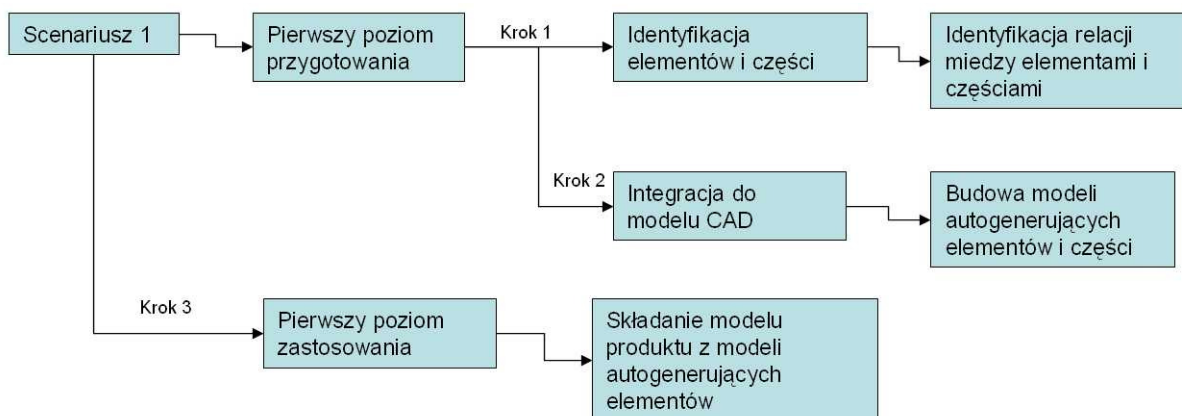 Scenariusz 1
Pierwszy poziom
przygotowania
Krok 1
Identyfikacja
elementów i części
Identyfikacja relacji
miedzy elementami i
częściami
Krok 2
Integracja do
modelu CAD
Budowa modeli
autogenerujących
elementów i części
Krok 3
Pierwszy poziom
zastosowania
Składanie modelu
produktu z modeli
autogenerujących
elementów